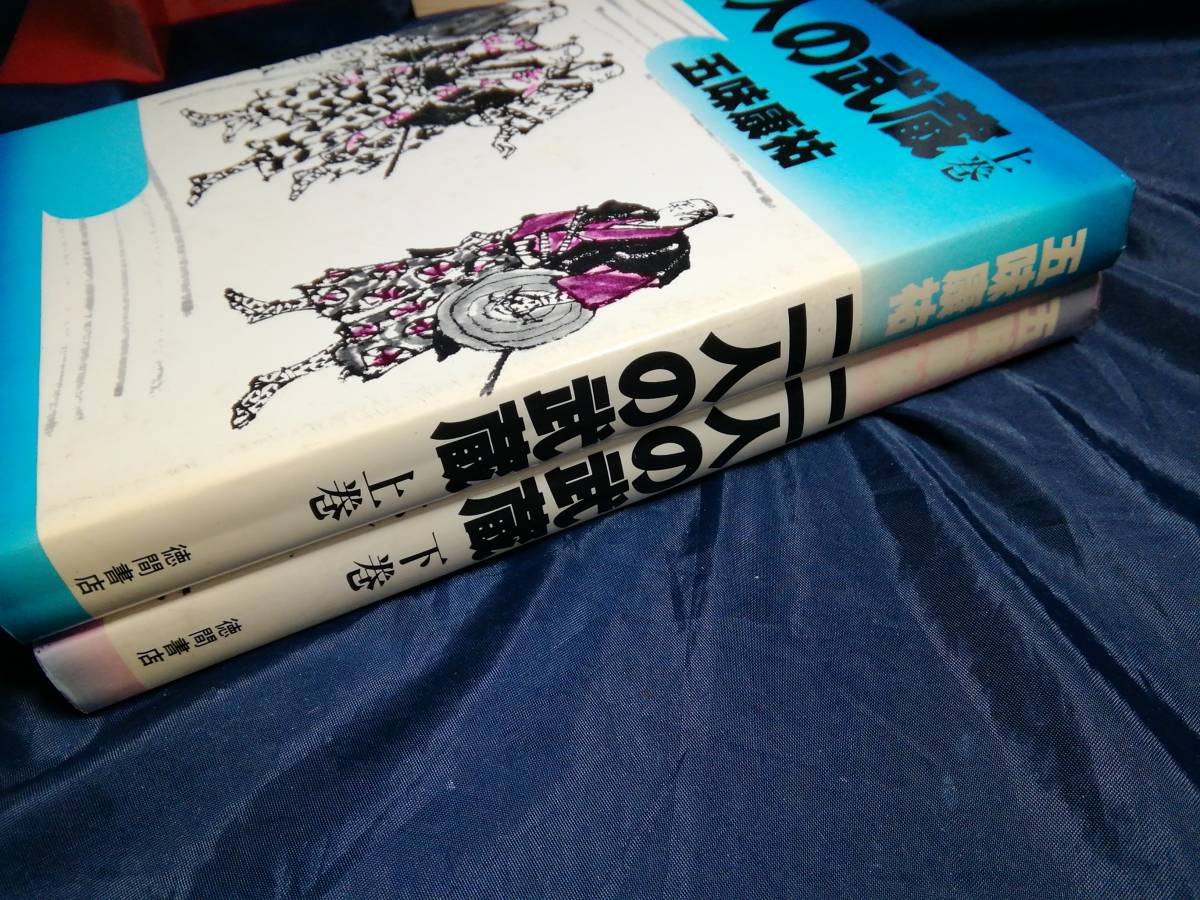 人の武蔵 上巻
五味康祐
二人の武蔵 上巻
五味康祐
徳間書店
二人の武蔵 下巻
五
徳間書店